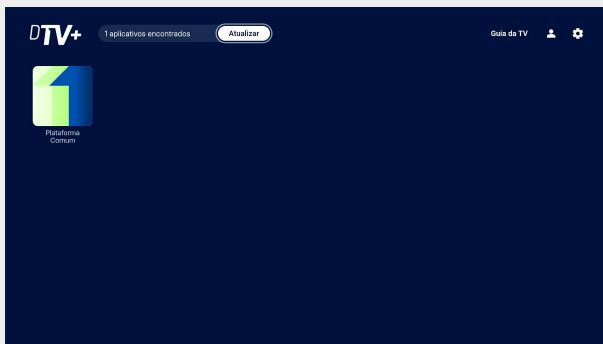 DTV+
1 aplicativos encontrados
Atualizar
Guia da TV
Plataforma
Comum